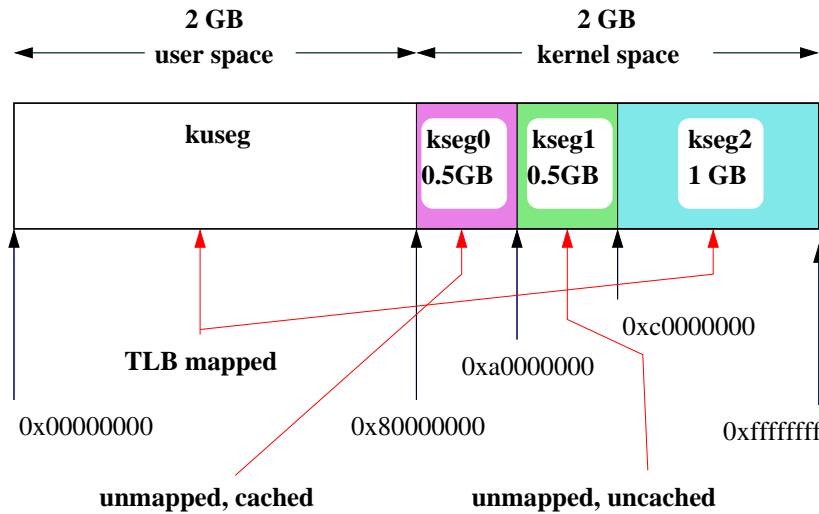 2 GB
user space
2 GB
kernel space
kuseg
kseg0
0.5GB
kseg1
0.5GB
kseg2
1 GB
TLB mapped
0xc0000000
0xa0000000
0x00000000
0x80000000
0xffffffff
unmapped, cached
unmapped, uncached